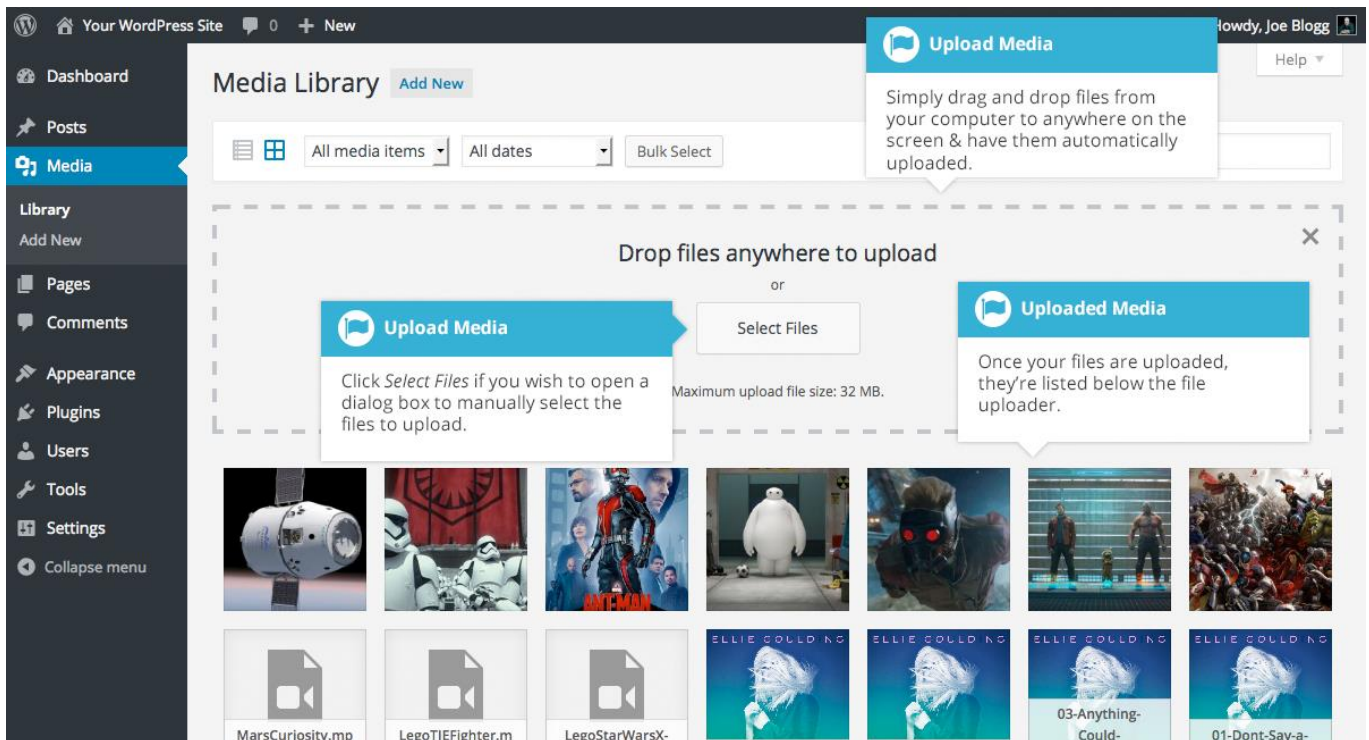 Your WordPress Site 0 + New
Howdy, Joe Blogg
Help
Dashboard
Posts
Media
Library
Add New
Pages
Comments
Appearance
Plugins
Users
Tools
Settings
Collapse menu
Media Library Add New
All media items All dates Bulk Select
Upload Media
Simply drag and drop files from
your computer to anywhere on the
screen & have them automatically
uploaded.
Drop files anywhere to upload
or
Select Files
Maximum upload file size: 32 MB.
Upload Media
Click Select Files if you wish to open a
dialog box to manually select the
files to upload.
Uploaded Media
Once your files are uploaded,
they're listed below the file
uploader.
ANT-MAN
ELLIE GOULDING
ELLIE GOULDING
ELLIE GOULDING
ELLIE GOULDING
MarsCuriosity.mp
LegoTIEFighter.m
LegoStarWarsX-
03-Anything-
Could-
01-Dont-Say-a-